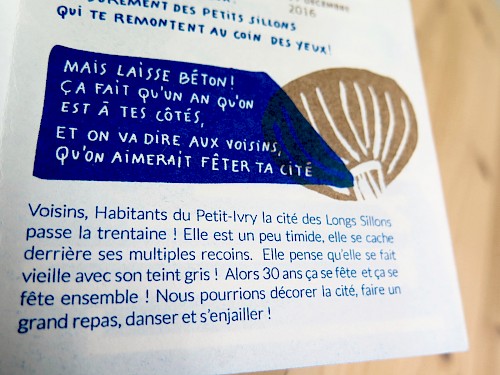 SUREMENT DES PETITS SILLONS
DÉCEMBRE
2016
QUI TE REMONTENT AU COIN DES YEUX!
MAIS LAISSE BÉTON!
ÇA FAIT QU'UN AN QU'ON
EST À TES CÔTÉS,
ET ON VA DIRE AUX VOISINS,
QU'ON AIMERAIT FÊTER TA CITÉ
Voisins, Habitants du Petit-Ivry la cité des Longs Sillons
passe la trentaine ! Elle est un peu timide, elle se cache
derrière ses multiples recoins. Elle pense qu'elle se fait
vieille avec son teint gris ! Alors 30 ans ça se fête et ça se
fête ensemble ! Nous pourrions décorer la cité, faire un
grand repas, danser et s'enjailler !